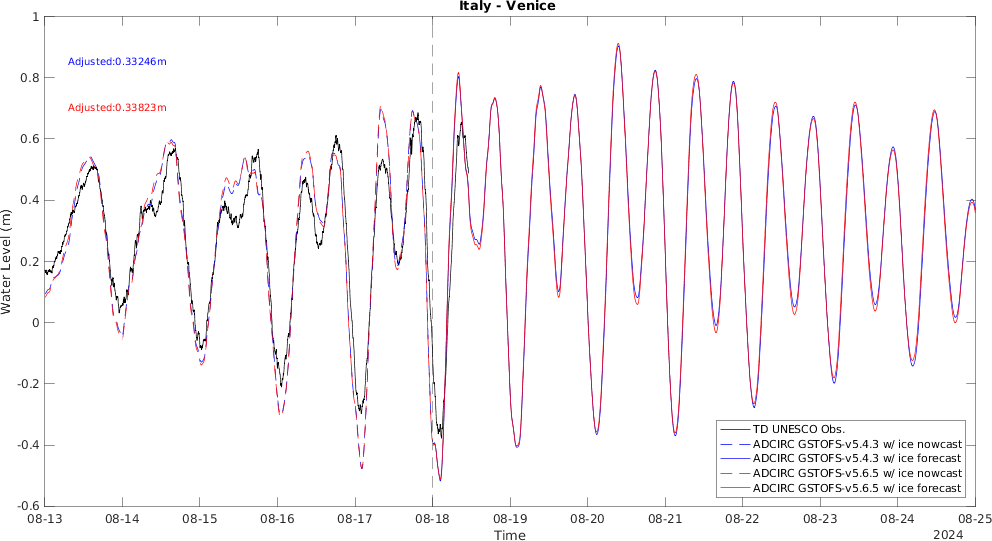 Italy - Venice
Adjusted:0.33246m
Adjusted:0.33823m
Water Level (m)
1
0.8
0.6
0.4
0.2
0
-0.2
-0.4
-0.6
TD UNESCO Obs.
ADCIRC GSTOFS-v5.4.3 w/ ice nowcast
ADCIRC GSTOFS-v5.4.3 w/ ice forecast
ADCIRC GSTOFS-v5.6.5 w/ ice nowcast
ADCIRC GSTOFS-v5.6.5 w/ ice forecast
08-13 08-14 08-15 08-16 08-17 08-18 08-19 08-20 08-21 08-22 08-23 08-24 08-25
Time
2024